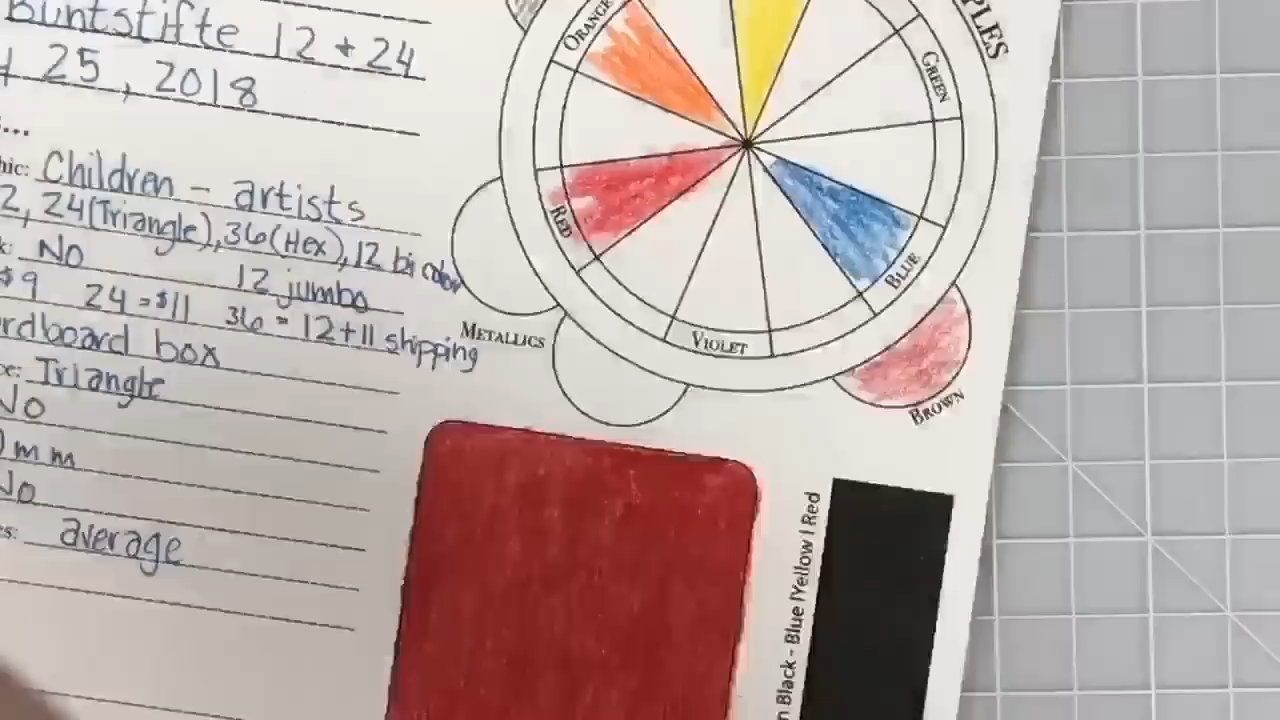 Buntstifte 12 + 24
25, 2018
...
Children - artists
2, 24(Triangle), 36(Hex), 12 bi color
No
12 jumbo
$9 24 = $11 36 = 12+11 shipping
box
Triangle
No
mm
No
average
ORANGE
GREEN
RED
BLUE
VIOLET
METALLICS
BROWN
Black - Blue |Yellow | Red